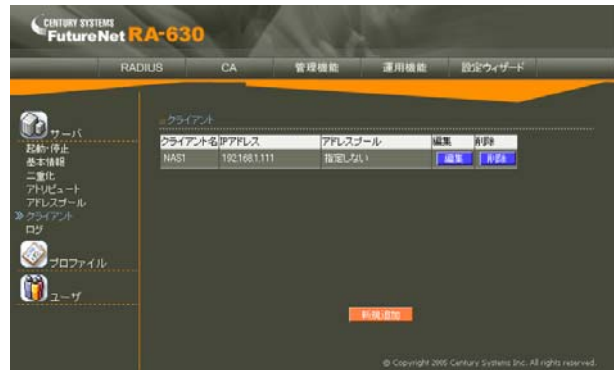 CENTURY SYSTEMS
FutureNet RA-630
RADIUS CA 管理機能 運用機能 設定ウィザード
サーバ
起動・停止
基本情報
二重化
アトリビュート
アドレスプール
クライアント
ログ
プロファイル
ユーザ
クライアント
クライアント名 IPアドレス アドレスプール 編集 削除
NAS1 192.168.1.111 指定しない 編集 削除
新規追加
© Copyright 2005 Century Systems Inc. All rights reserved.